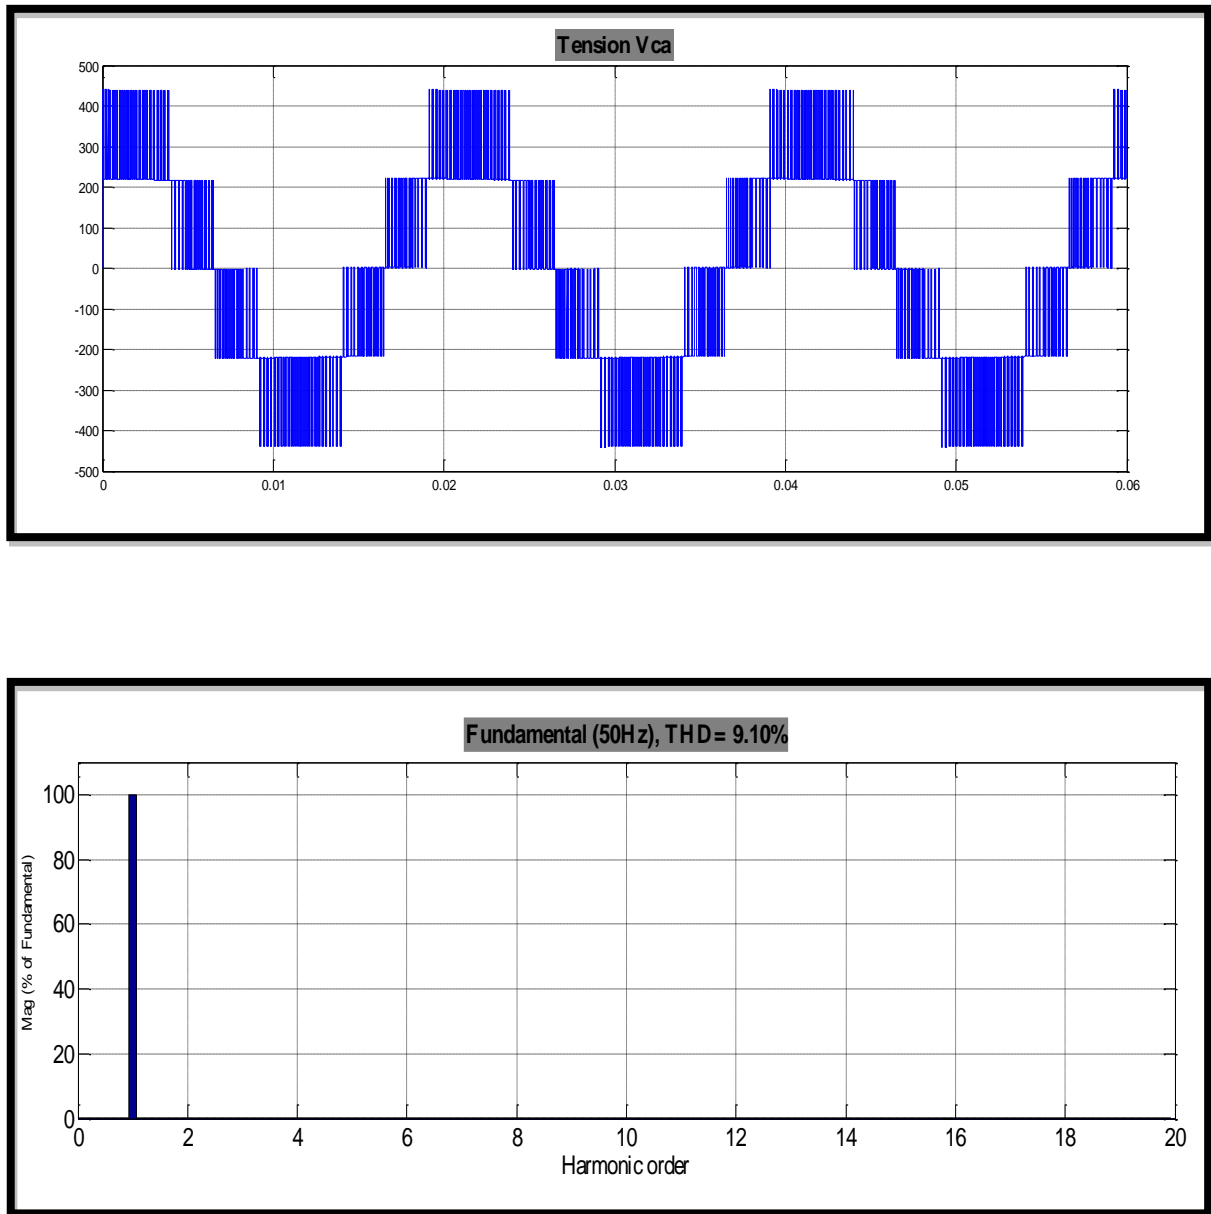 Tension Vca
500
400
300
200
100
0
-100
-200
-300
-400
-500
0 0.01 0.02 0.03 0.04 0.05 0.06
Fundamental (50Hz), THD= 9.10%
Mag (% of Fundamental)
100
80
60
40
20
0
0 2 4 6 8 10 12 14 16 18 20
Harmonic order